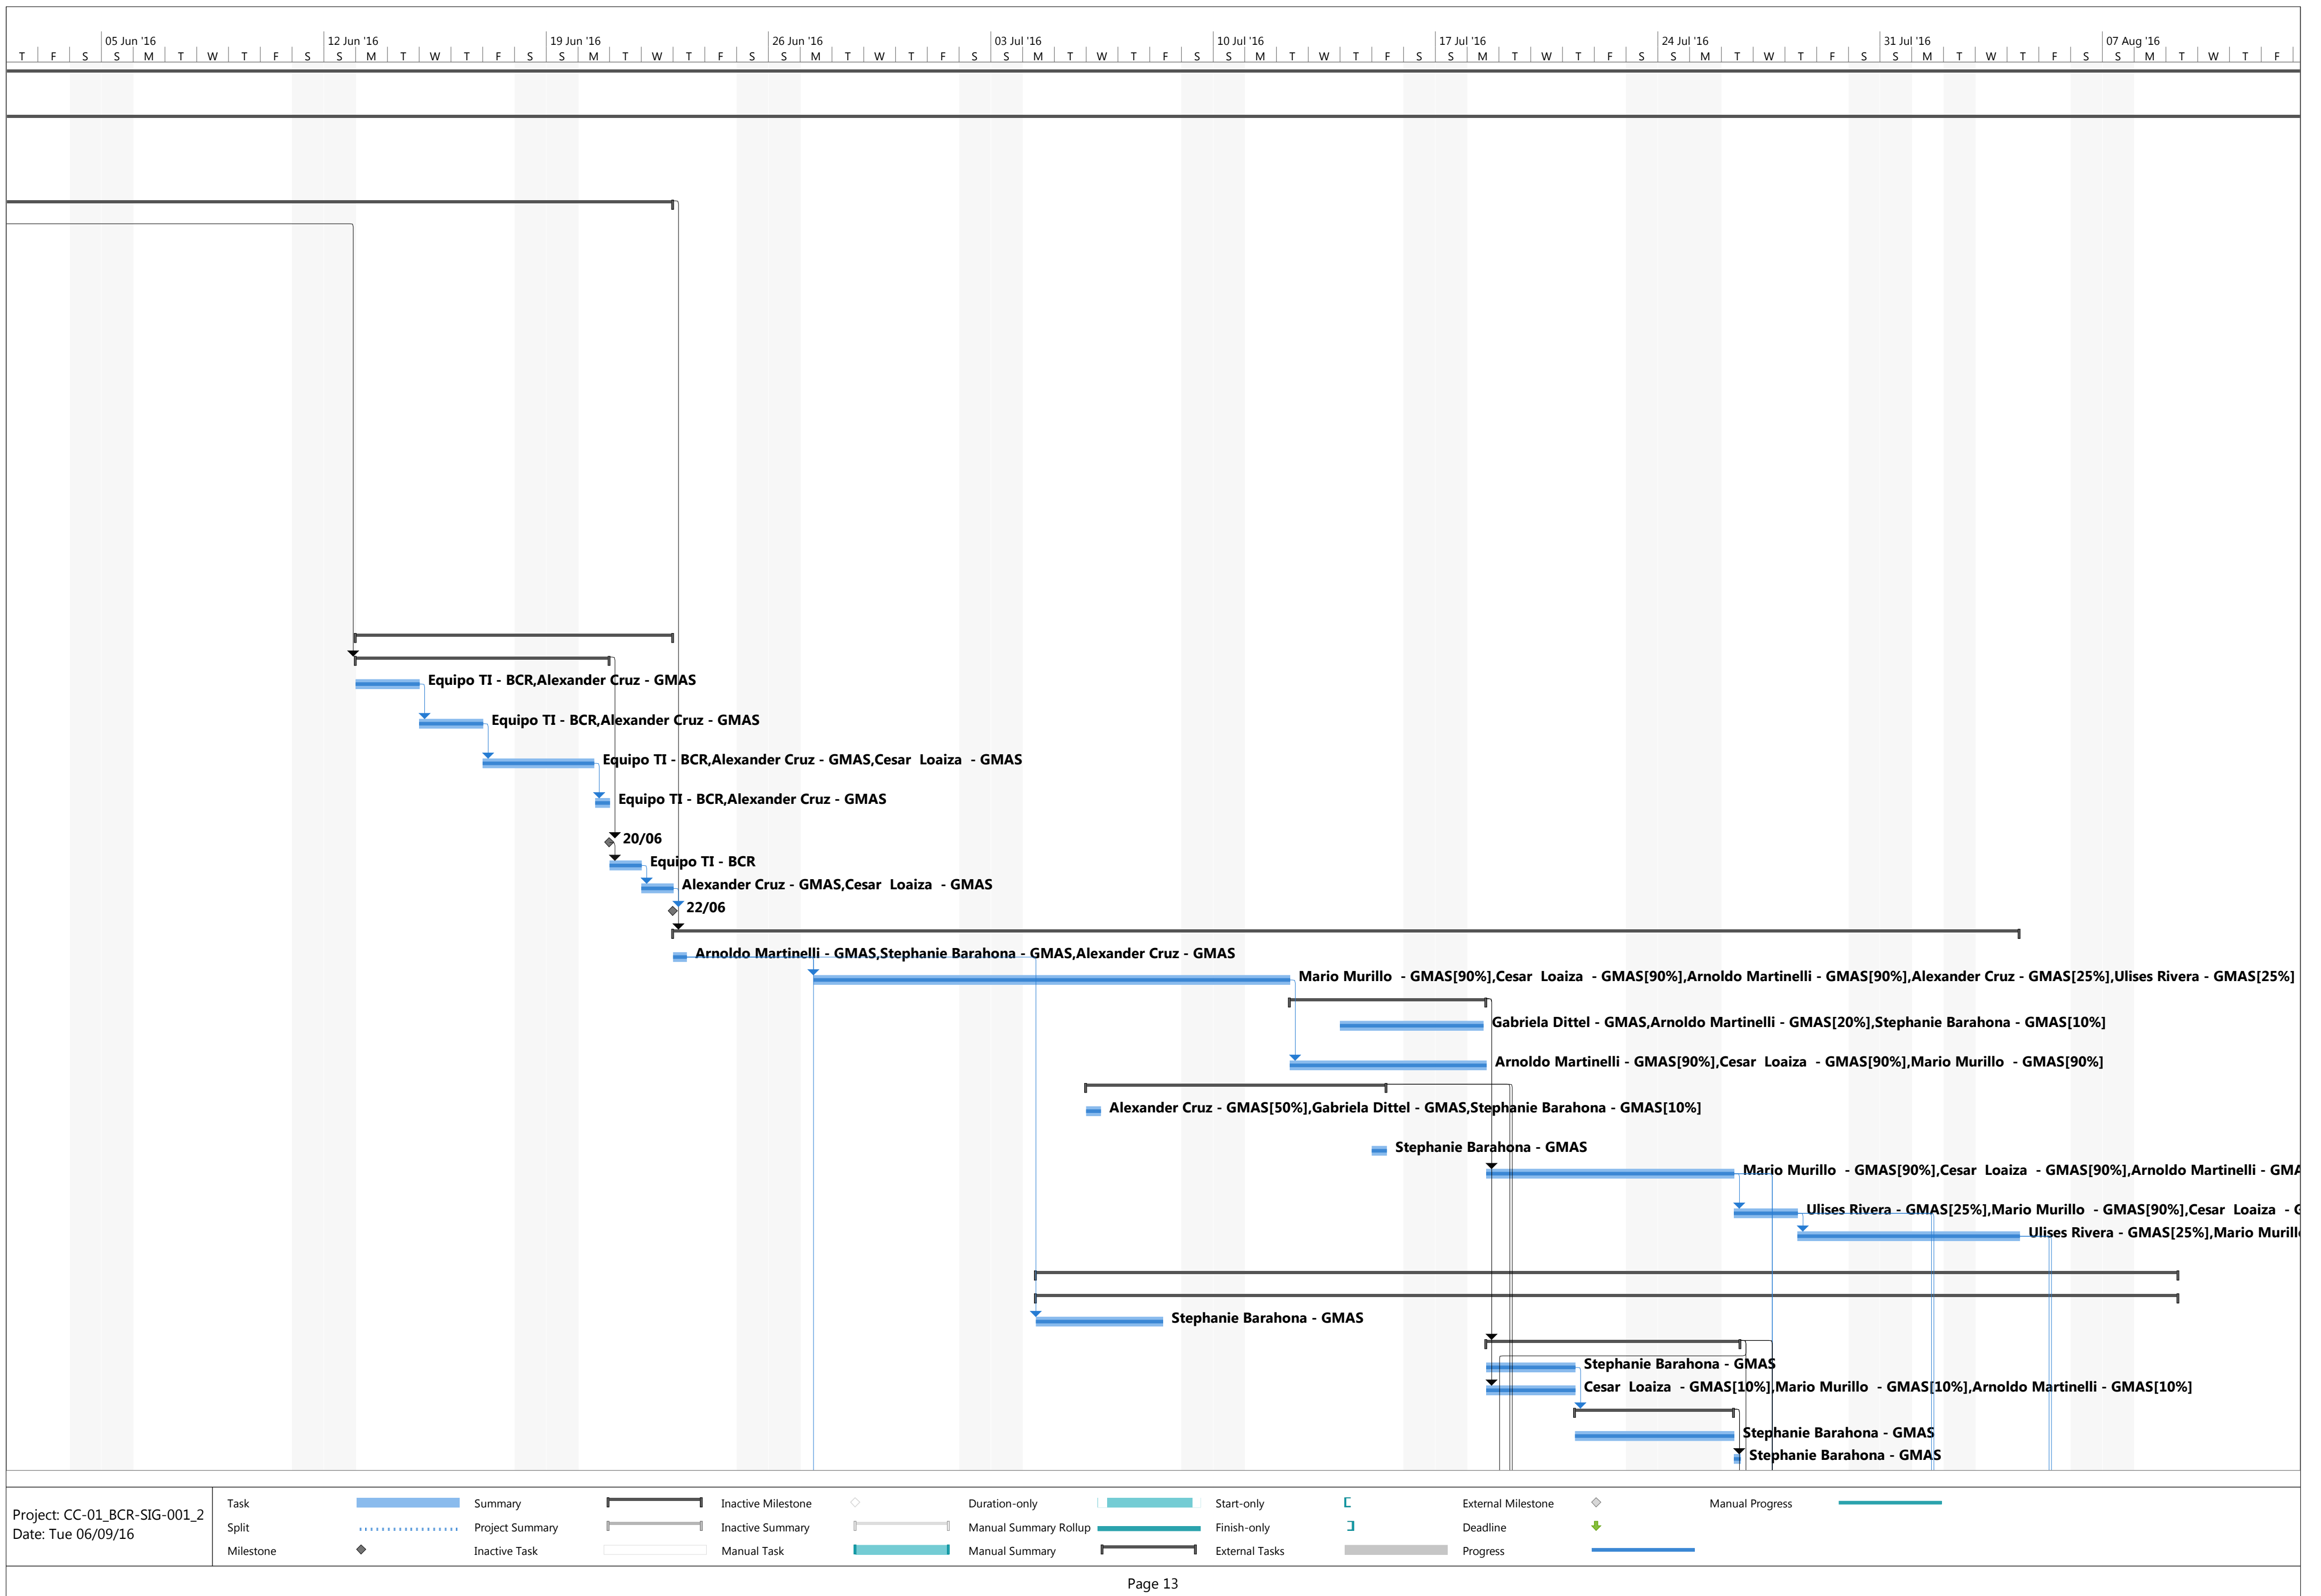 05 Jun '16 12 Jun '16 19 Jun '16 26 Jun '16 03 Jul '16 10 Jul '16 17 Jul '16 24 Jul '16 31 Jul '16 07 Aug '16
T F S S M T W T F S S M T W T F S S M T W T F S S M T W T F S S M T W T F S S M T W T F S S M T W T F S S M T W T F S S M T W T F S S M T W T F
Equipo TI - BCR,Alexander Cruz - GMAS
Equipo TI - BCR,Alexander Cruz - GMAS
Equipo TI - BCR,Alexander Cruz - GMAS,Cesar  Loaiza  - GMAS
Equipo TI - BCR,Alexander Cruz - GMAS
20/06
Equipo TI - BCR
Alexander Cruz - GMAS,Cesar  Loaiza  - GMAS
22/06
Arnoldo Martinelli - GMAS,Stephanie Barahona - GMAS,Alexander Cruz - GMAS
Mario Murillo  - GMAS[90%],Cesar  Loaiza  - GMAS[90%],Arnoldo Martinelli - GMAS[90%],Alexander Cruz - GMAS[25%],Ulises Rivera - GMAS[25%]
Gabriela Dittel - GMAS,Arnoldo Martinelli - GMAS[20%],Stephanie Barahona - GMAS[10%]
Arnoldo Martinelli - GMAS[90%],Cesar  Loaiza  - GMAS[90%],Mario Murillo  - GMAS[90%]
Alexander Cruz - GMAS[50%],Gabriela Dittel - GMAS,Stephanie Barahona - GMAS[10%]
Stephanie Barahona - GMAS
Mario Murillo  - GMAS[90%],Cesar  Loaiza  - GMAS[90%],Arnoldo Martinelli - GMA
Ulises Rivera - GMAS[25%],Mario Murillo  - GMAS[90%],Cesar  Loaiza  - G
Ulises Rivera - GMAS[25%],Mario Murill
Stephanie Barahona - GMAS
Stephanie Barahona - GMAS
Cesar  Loaiza  - GMAS[10%],Mario Murillo  - GMAS[10%],Arnoldo Martinelli - GMAS[10%]
Stephanie Barahona - GMAS
Stephanie Barahona - GMAS
Project: CC-01_BCR-SIG-001_2
Date: Tue 06/09/16
Task Summary Inactive Milestone Duration-only Start-only External Milestone Manual Progress
Split Project Summary Inactive Summary Manual Summary Rollup Finish-only Deadline
Milestone Inactive Task Manual Task Manual Summary External Tasks Progress
Page 13